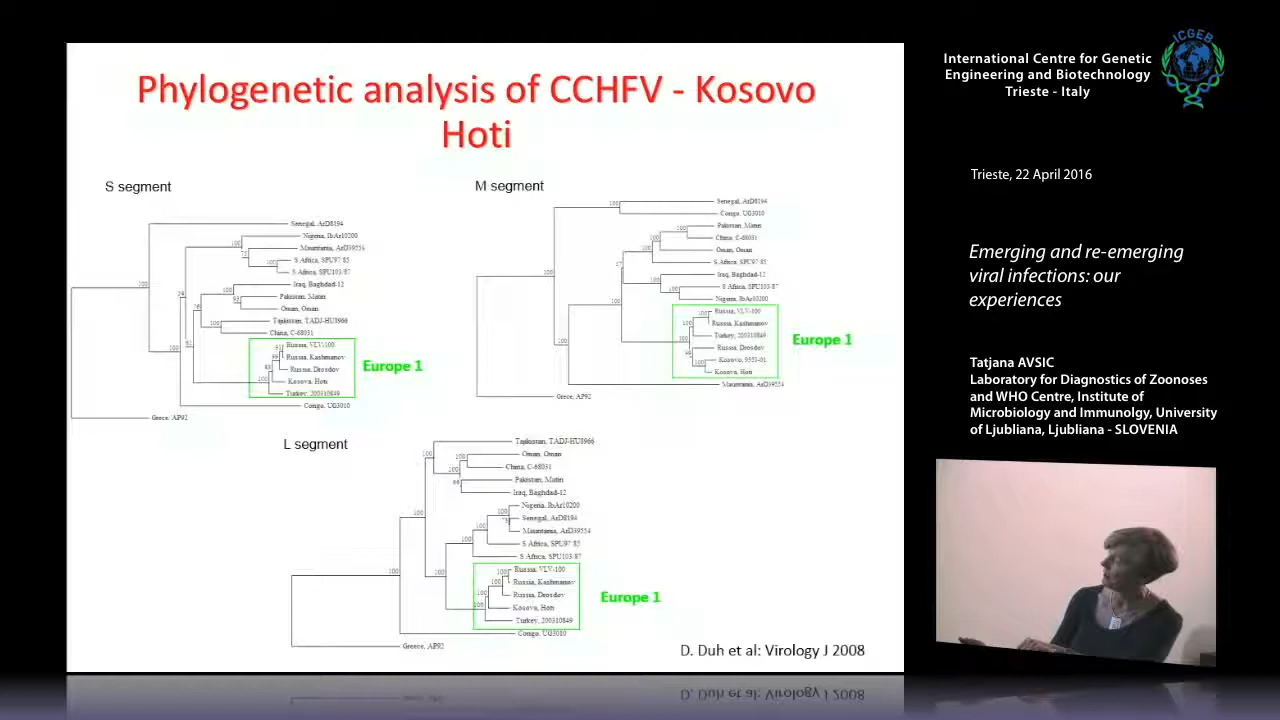 Phylogenetic analysis of CCHFV - Kosovo
Hoti
S segment
Senegal, ArD8194
Nigeria, IbAr10200
Mauritania, ArD39554
S Africa, SPU97 85
S Africa, SPU103/87
Iraq, Baghdad-12
Pakistan, Matin
Oman, Oman
Tajikistan, TADJ-HU8966
China, C-68031
Russia, VLV-100
Russia, Kashmanov
Russia, Drosdov
Kosova, Hoti
Turkey, 200310849
Congo, UG3010
Greece, AP92
Europe 1
M segment
Senegal, ArD8194
Congo, UG3010
Pakistan, Matin
China, C-68031
Oman, Oman
S Africa, SPU97 85
Iraq, Baghdad-12
S Africa, SPU103-87
Nigeria, IbAr10200
Russia, VLV-100
Russia, Kashmanov
Turkey, 200310849
Russia, Drosdov
Kosovo, 9553-01
Kosova, Hoti
Mauritania, ArD39554
Grece, AP92
Europe 1
L segment
Tajikistan, TADJ-HU8966
Oman, Oman
China, C-68031
Pakistan, Matin
Iraq, Baghdad-12
Nigeria, IbAr10200
Senegal, ArD8194
Mauritania, ArD39554
S Africa, SPU97 85
S Africa, SPU103 87
Russia, VLV-100
Russia, Kashmanov
Russia, Drosdov
Kosova, Hoti
Turkey, 200310849
Congo, UG3010
Greece, AP92
Europe 1
D. Duh et al: Virology J 2008
International Centre for Genetic
Engineering and Biotechnology
Trieste - Italy
ICGEB
Trieste, 22 April 2016
Emerging and re-emerging
viral infections: our
experiences
Tatjana AVSIC
Laboratory for Diagnostics of Zoonoses
and WHO Centre, Institute of
Microbiology and Immunolgy, University
of Ljubliana, Ljubliana - SLOVENIA